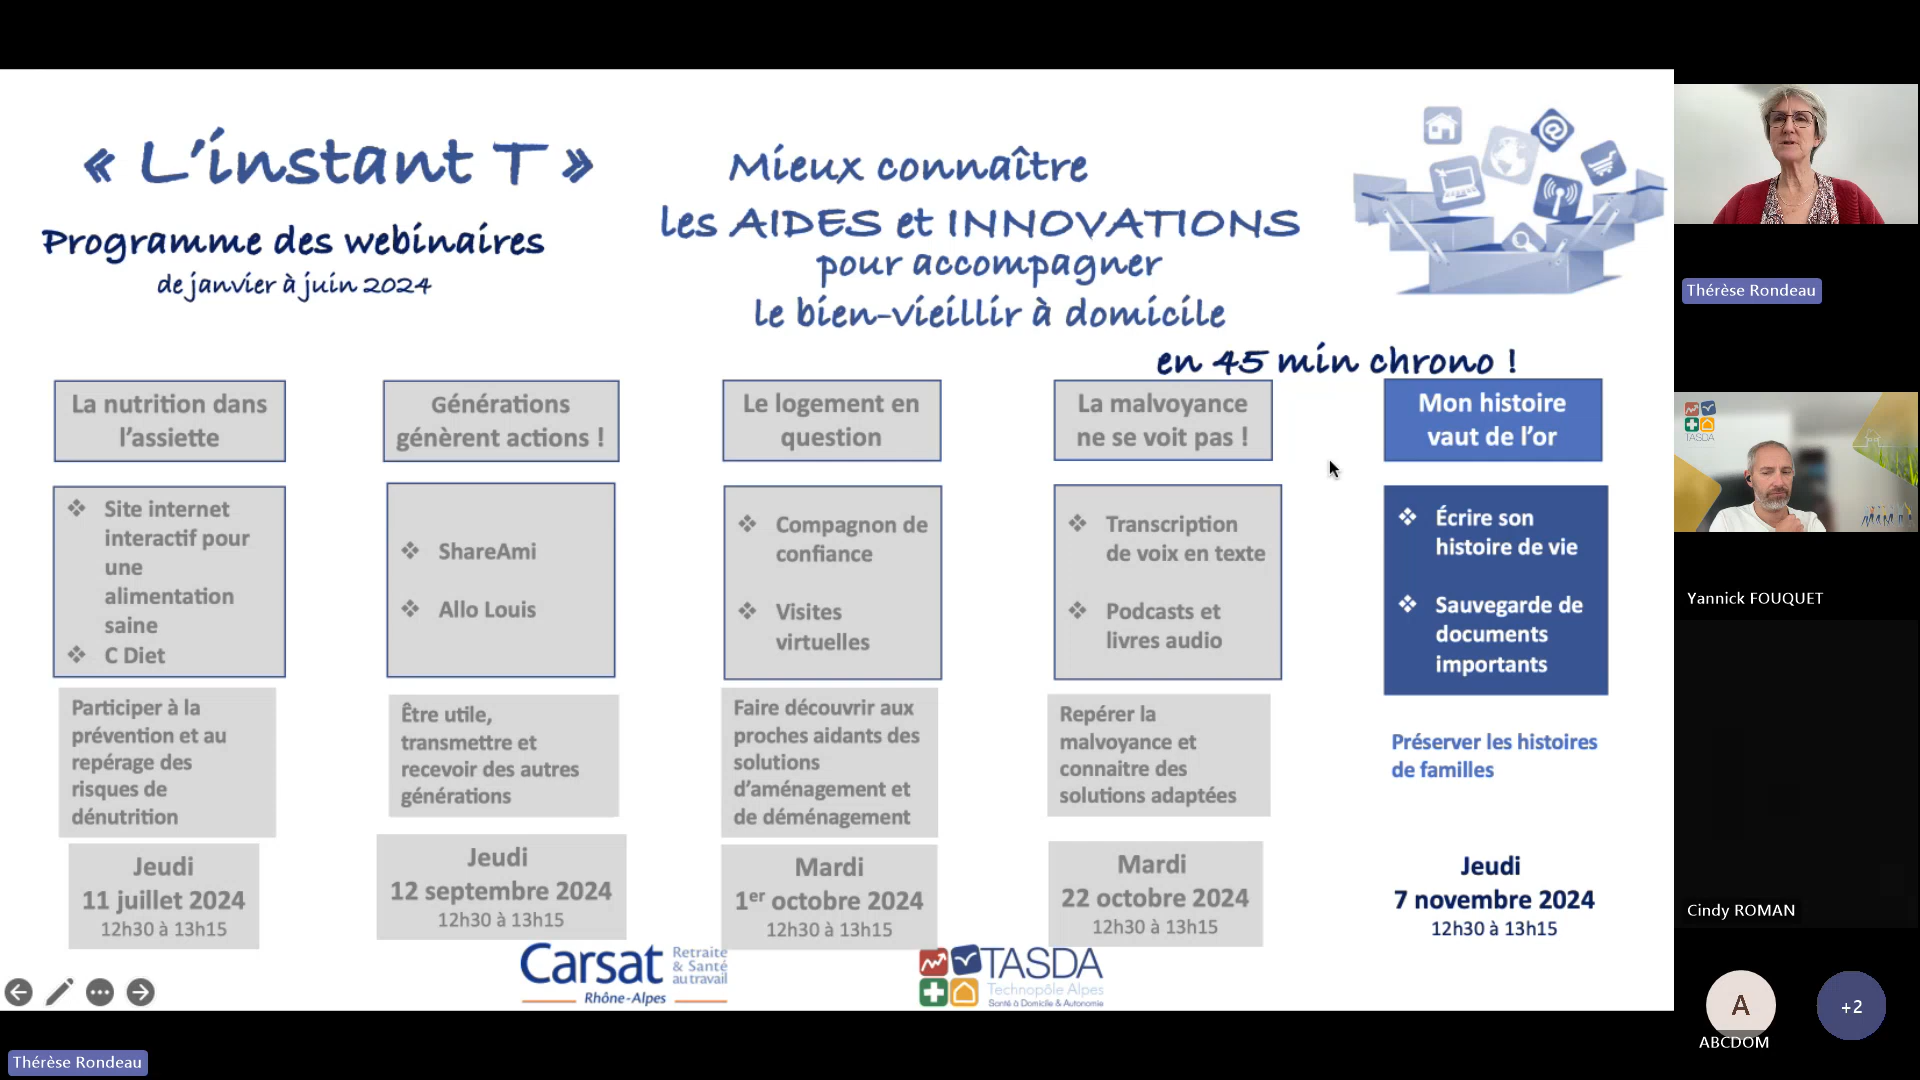 « L'instant T »
Programme des webinaires
de janvier à juin 2024
Mieux connaître
les AIDES et INNOVATIONS
pour accompagner
le bien-vieillir à domicile
en 45 min chrono !
La nutrition dans
l'assiette
❖ Site internet
interactif pour
une
alimentation
saine
❖ C Diet
Participer à la
prévention et au
repérage des
risques de
dénutrition
Jeudi
11 juillet 2024
12h30 à 13h15
Générations
génèrent actions !
❖ ShareAmi
❖ Allo Louis
Être utile,
transmettre et
recevoir des autres
générations
Jeudi
12 septembre 2024
12h30 à 13h15
Le logement en
question
❖ Compagnon de
confiance
❖ Visites
virtuelles
Faire découvrir aux
proches aidants des
solutions
d'aménagement et
de déménagement
Mardi
1er octobre 2024
12h30 à 13h15
La malvoyance
ne se voit pas !
❖ Transcription
de voix en texte
❖ Podcasts et
livres audio
Repérer la
malvoyance et
connaitre des
solutions adaptées
Mardi
22 octobre 2024
12h30 à 13h15
Mon histoire
vaut de l'or
❖ Écrire son
histoire de vie
❖ Sauvegarde de
documents
importants
Préserver les histoires
de familles
Jeudi
7 novembre 2024
12h30 à 13h15
Carsat
Retraite
& Santé
au travail
Rhône-Alpes
TASDA
Technopôle Alpes
Santé à Domicile & Autonomie
Thérèse Rondeau
Thérèse Rondeau
TASDA
Yannick FOUQUET
Cindy ROMAN
A
ABCDOM
+2